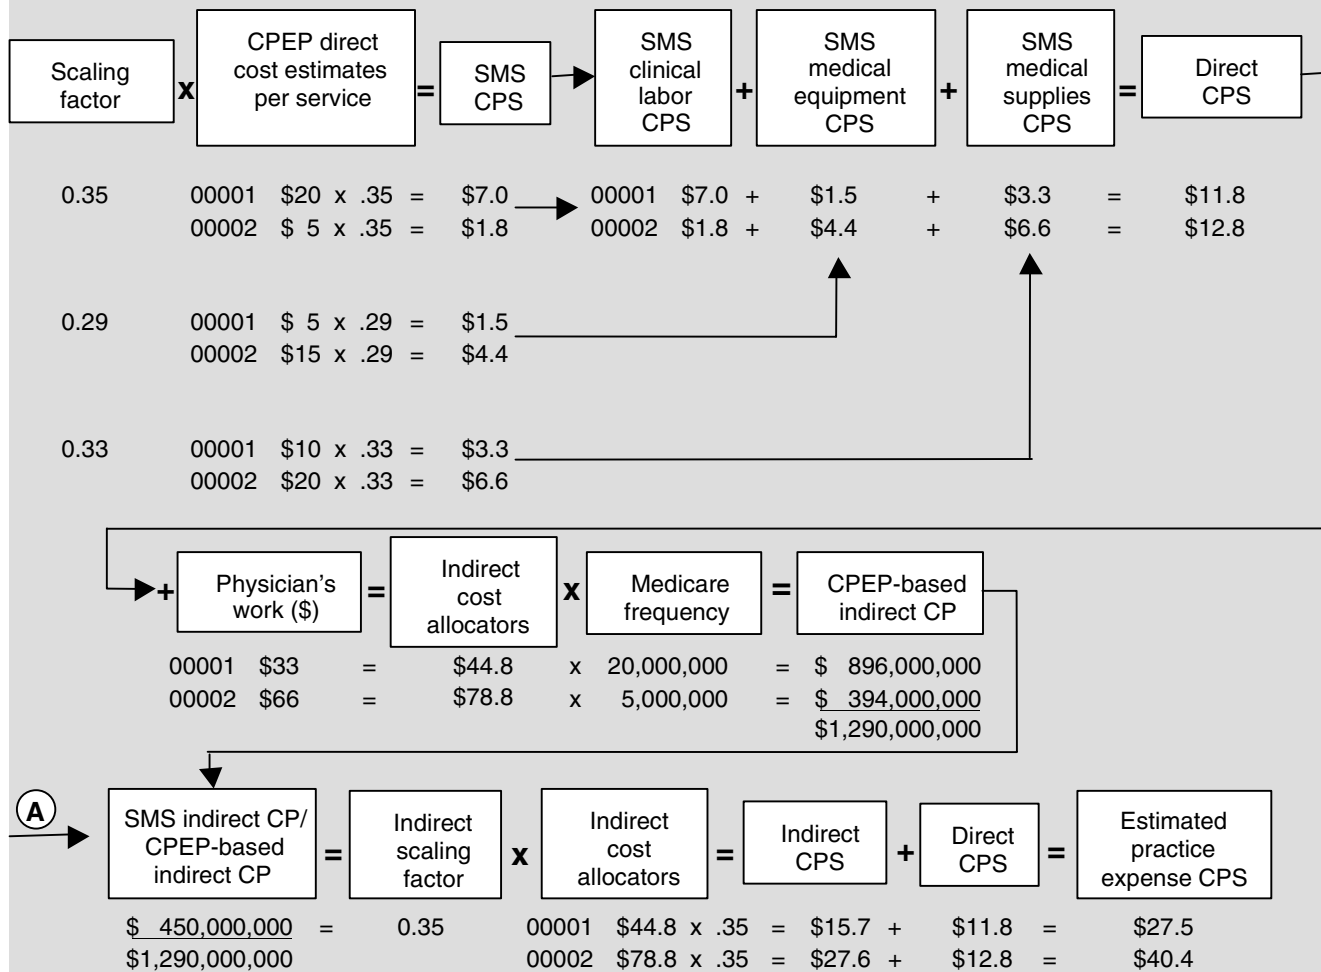 Scaling factor x CPEP direct cost estimates per service = SMS CPS SMS clinical labor CPS + SMS medical equipment CPS + SMS medical supplies CPS = Direct CPS
0.35 00001 $20 x .35 = $7.0 00001 $7.0 + $1.5 + $3.3 = $11.8
00002 $ 5 x .35 = $1.8 00002 $1.8 + $4.4 + $6.6 = $12.8
0.29 00001 $ 5 x .29 = $1.5
00002 $15 x .29 = $4.4
0.33 00001 $10 x .33 = $3.3
00002 $20 x .33 = $6.6
+ Physician's work ($) = Indirect cost allocators x Medicare frequency = CPEP-based indirect CP
00001 $33 = $44.8 x 20,000,000 = $ 896,000,000
00002 $66 = $78.8 x 5,000,000 = $ 394,000,000
$1,290,000,000
A SMS indirect CP/ CPEP-based indirect CP = Indirect scaling factor x Indirect cost allocators = Indirect CPS + Direct CPS = Estimated practice expense CPS
$ 450,000,000 = 0.35 00001 $44.8 x .35 = $15.7 + $11.8 = $27.5
$1,290,000,000 00002 $78.8 x .35 = $27.6 + $12.8 = $40.4